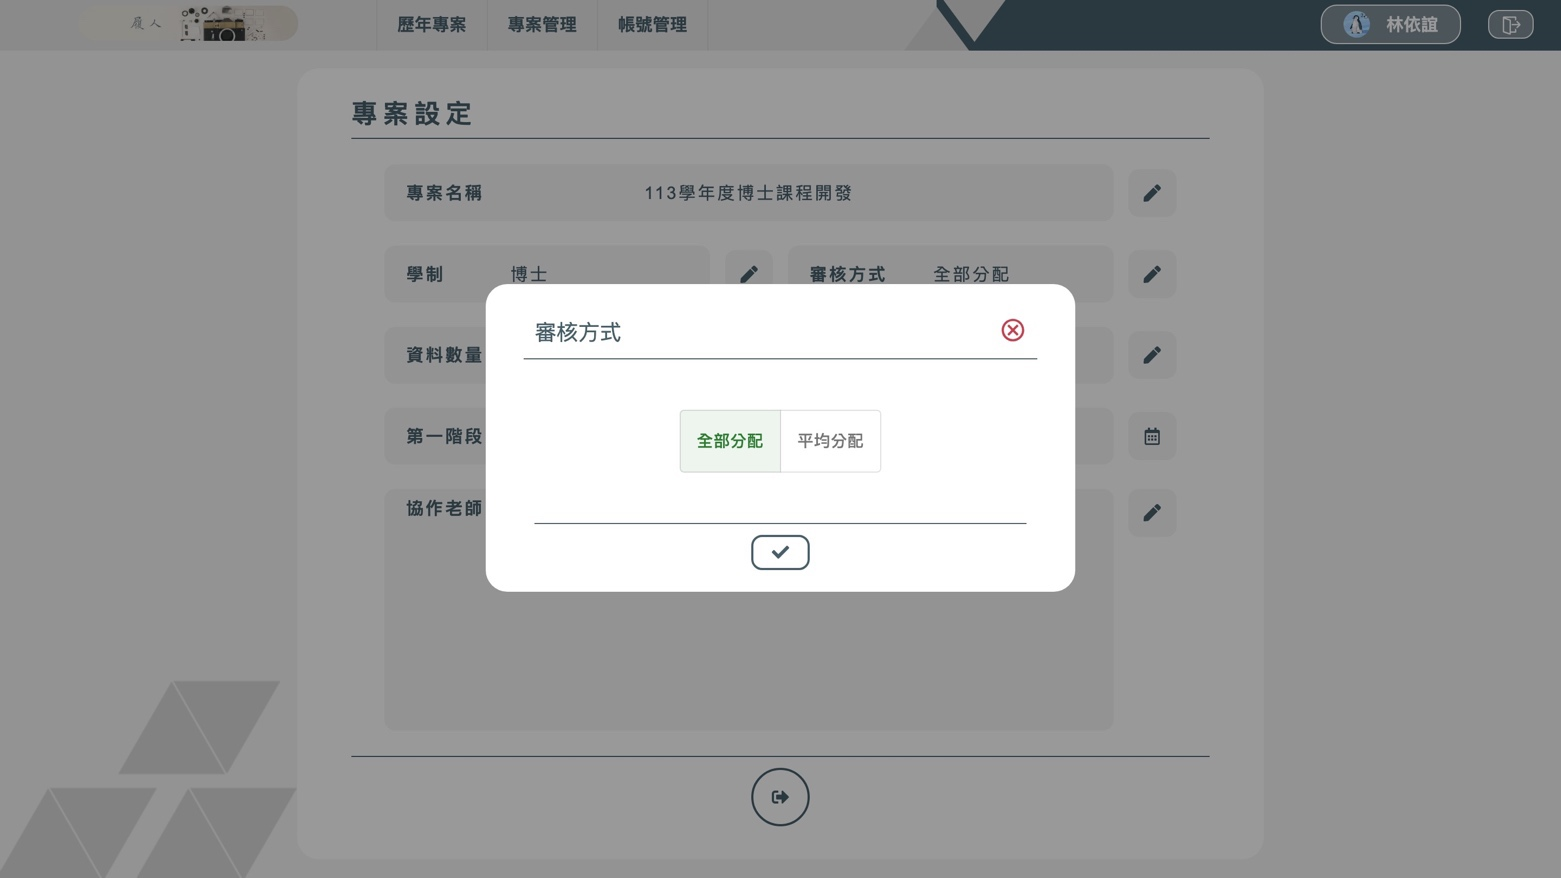 履人
歷年專案 專案管理 帳號管理
林依誼
專案設定
專案名稱 113學年度博士課程開發
學制 博士
審核方式 全部分配
資料數量
第一階段
協作老師
審核方式
全部分配 平均分配